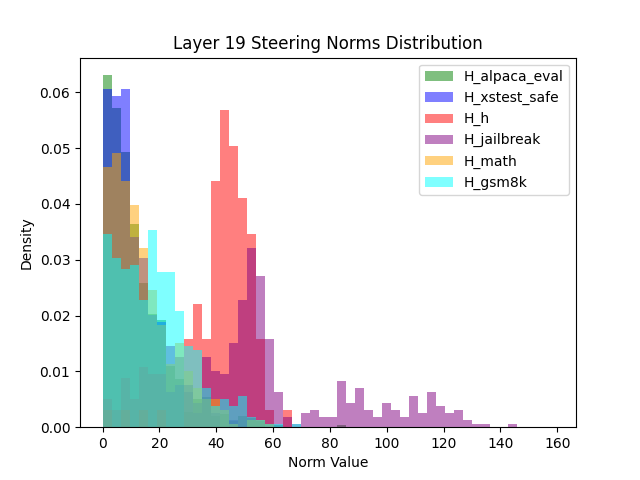 Layer 19 Steering Norms Distribution
H_alpaca_eval
H_xstest_safe
H_h
H_jailbreak
H_math
H_gsm8k
0.06
0.05
0.04
0.03
0.02
0.01
0.00
Density
0 20 40 60 80 100 120 140 160
Norm Value